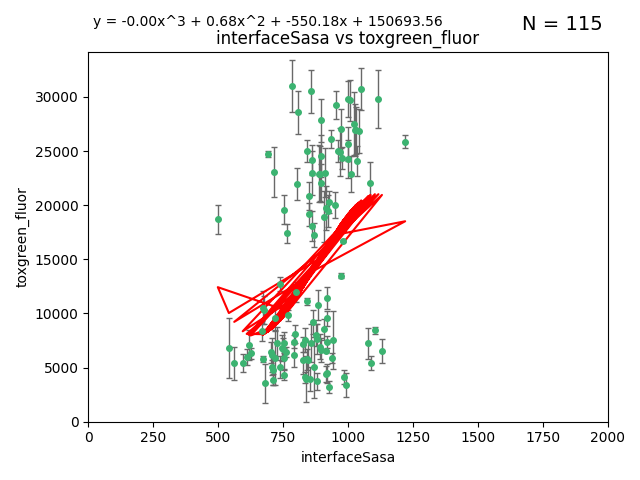 y = -0.00x^3 + 0.68x^2 + -550.18x + 150693.56
N = 115
interfaceSasa vs toxgreen_fluor
30000
25000
20000
15000
10000
5000
0
toxgreen_fluor
0 250 500 750 1000 1250 1500 1750 2000
interfaceSasa